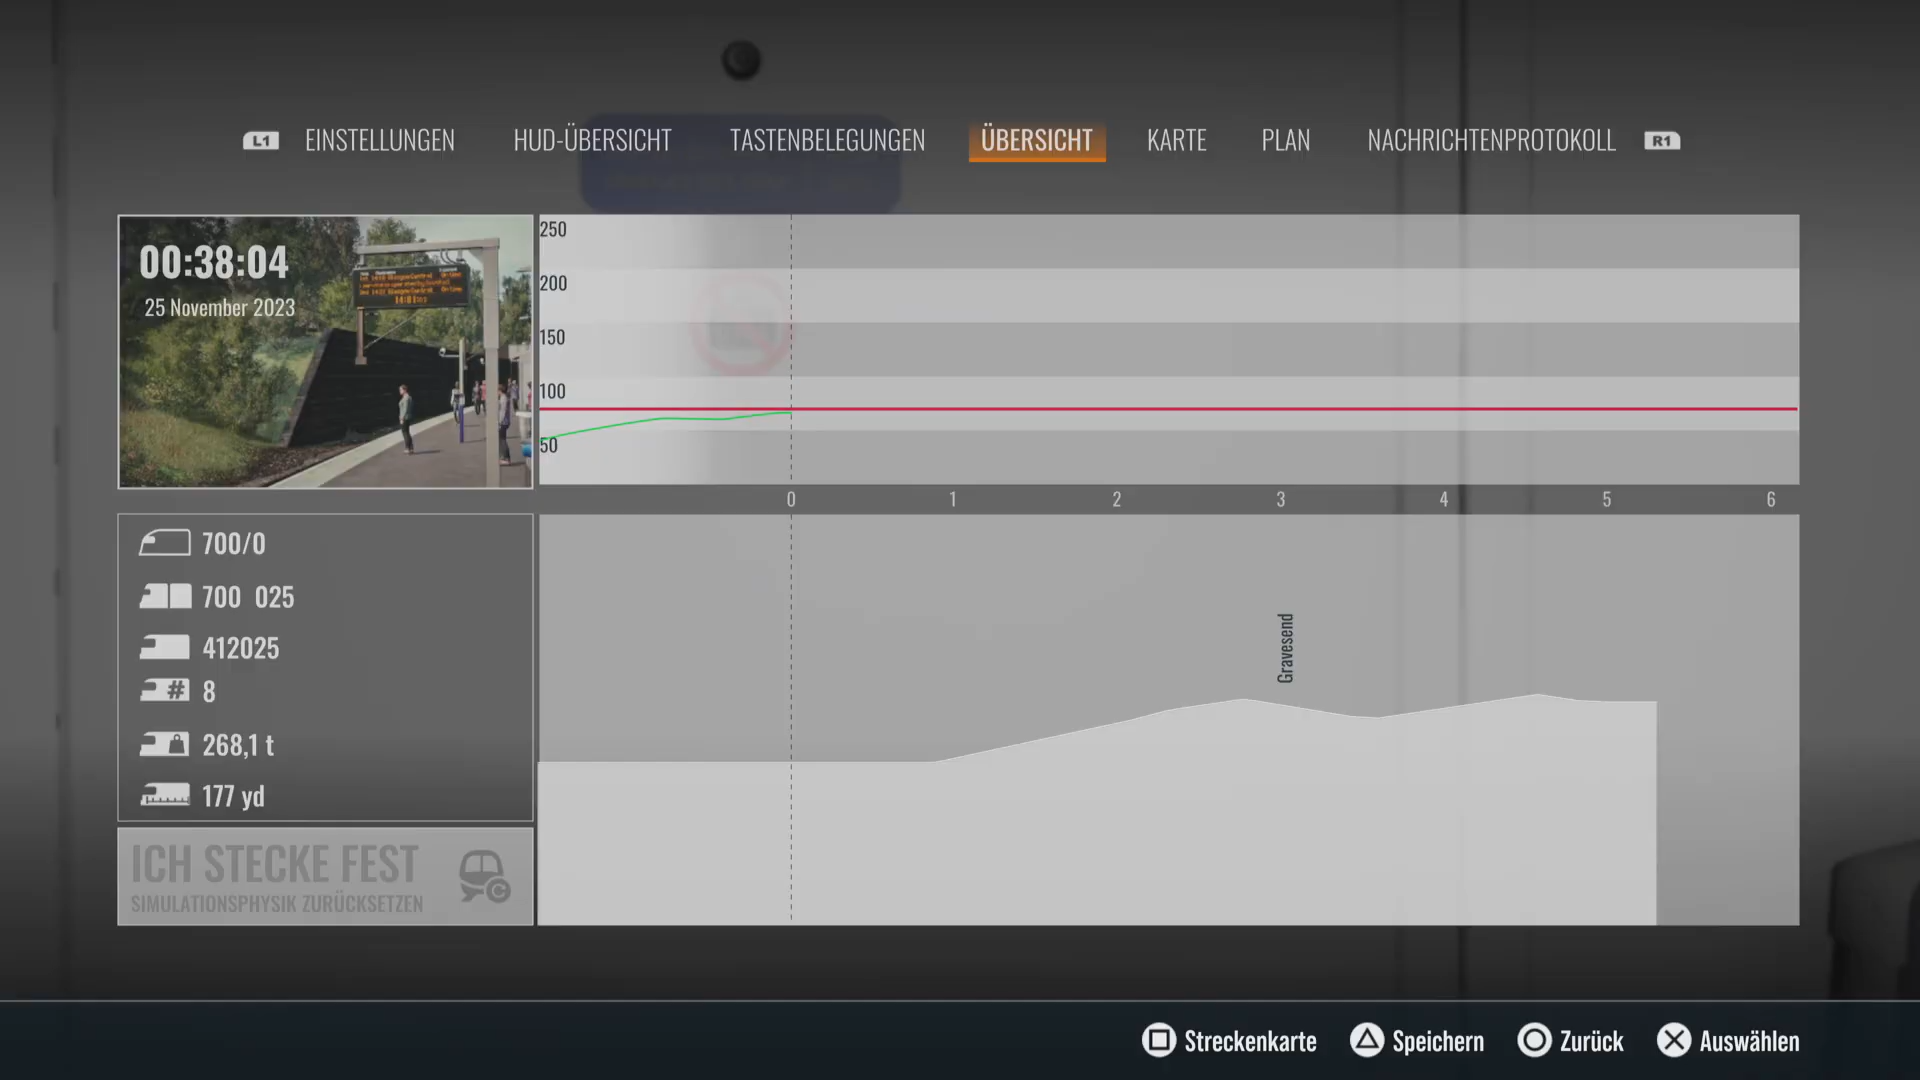 L1 EINSTELLUNGEN HUD-ÜBERSICHT TASTENBELEGUNGEN ÜBERSICHT KARTE PLAN NACHRICHTENPROTOKOLL R1
00:38:04
25 November 2023
250
200
150
100
50
0 1 2 3 4 5 6
700/0
700 025
412025
# 8
268,1 t
177 yd
Gravesend
ICH STECKE FEST
SIMULATIONSPHYSIK ZURÜCKSETZEN
Streckenkarte Speichern Zurück Auswählen